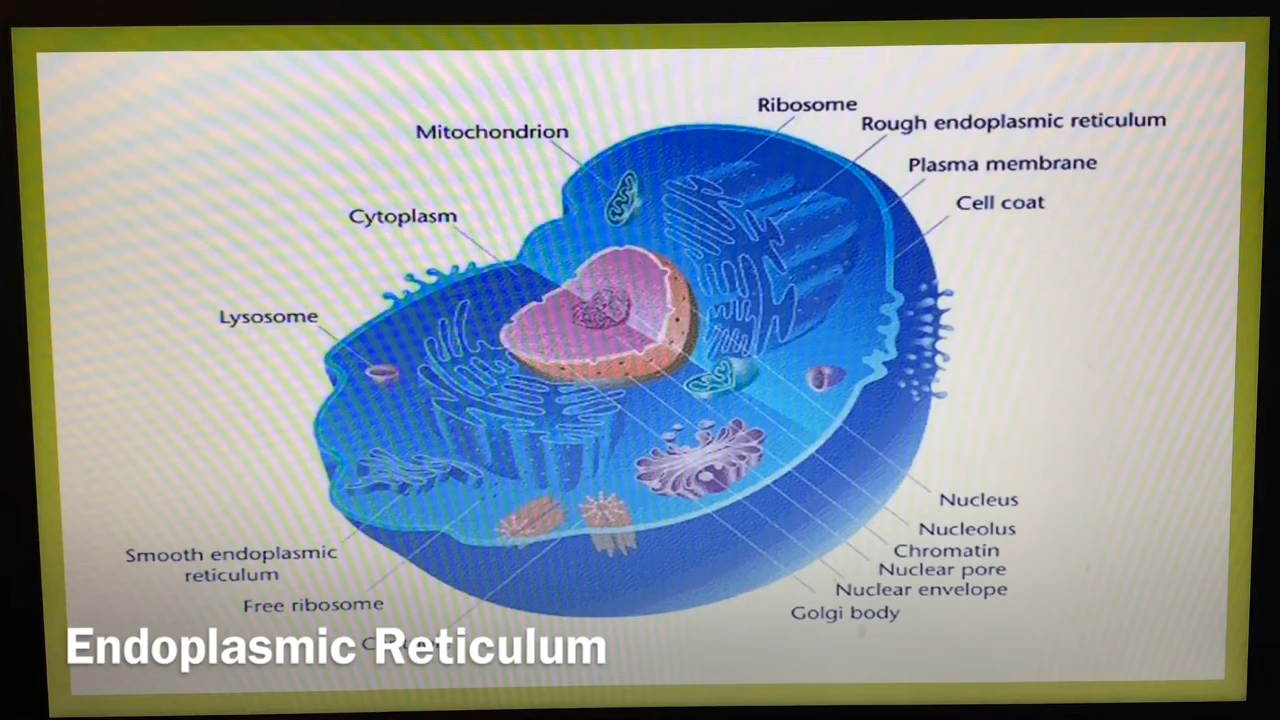 Ribosome
Mitochondrion
Rough endoplasmic reticulum
Plasma membrane
Cell coat
Cytoplasm
Lysosome
Nucleus
Nucleolus
Smooth endoplasmic
reticulum
Chromatin
Nuclear pore
Nuclear envelope
Free ribosome
Golgi body
Endoplasmic Reticulum